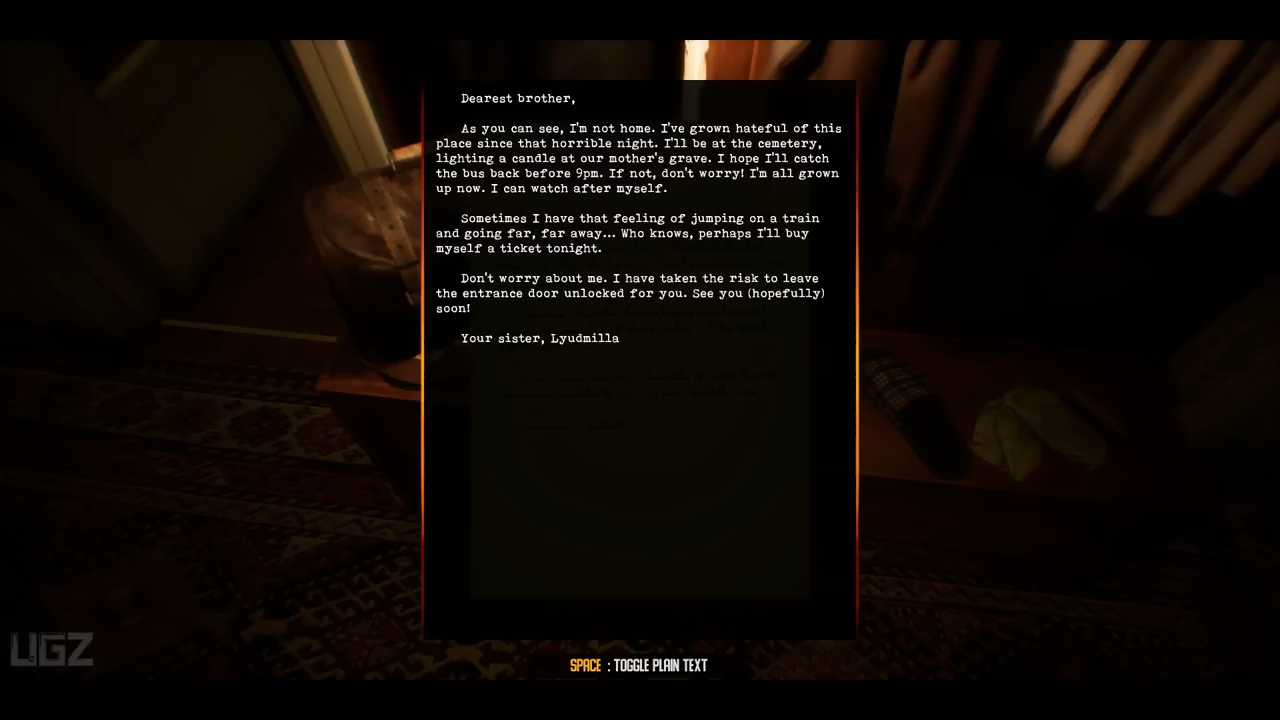 Dearest brother,
As you can see, I'm not home. I've grown hateful of this
place since that horrible night. I'll be at the cemetery,
lighting a candle at our mother's grave. I hope I'll catch
the bus back before 9pm. If not, don't worry! I'm all grown
up now. I can watch after myself.
Sometimes I have that feeling of jumping on a train
and going far, far away... Who knows, perhaps I'll buy
myself a ticket tonight.
Don't worry about me. I have taken the risk to leave
the entrance door unlocked for you. See you (hopefully)
soon!
Your sister, Lyudmilla
UGZ
SPACE : TOGGLE PLAIN TEXT